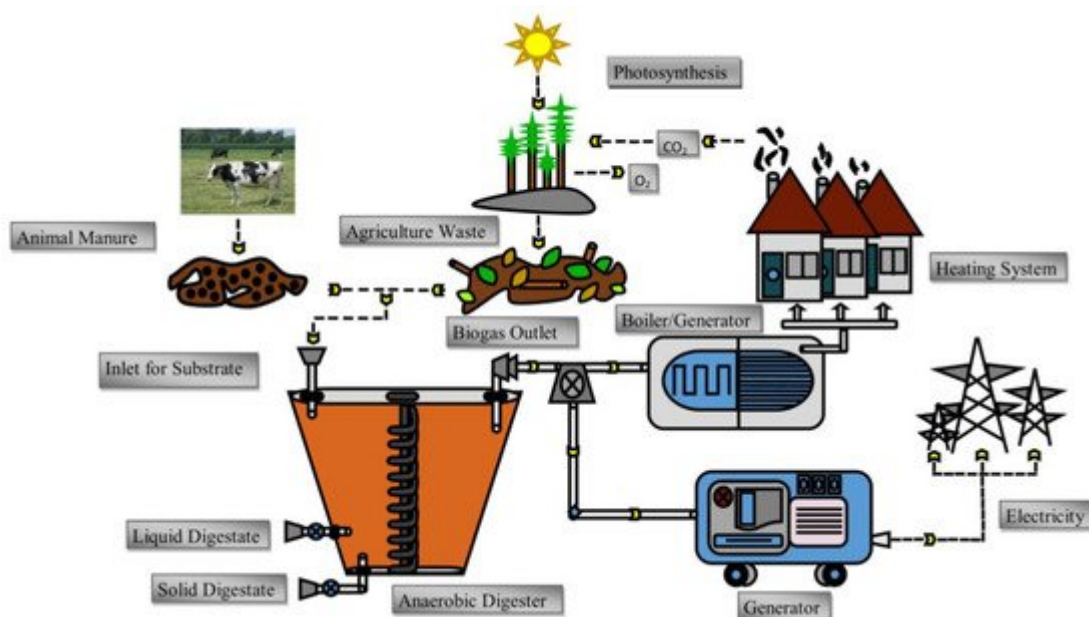 Photosynthesis
CO₂
O₂
Animal Manure
Agriculture Waste
Heating System
Biogas Outlet
Boiler/Generator
Inlet for Substrate
Liquid Digestate
Electricity
Solid Digestate
Anaerobic Digester
Generator